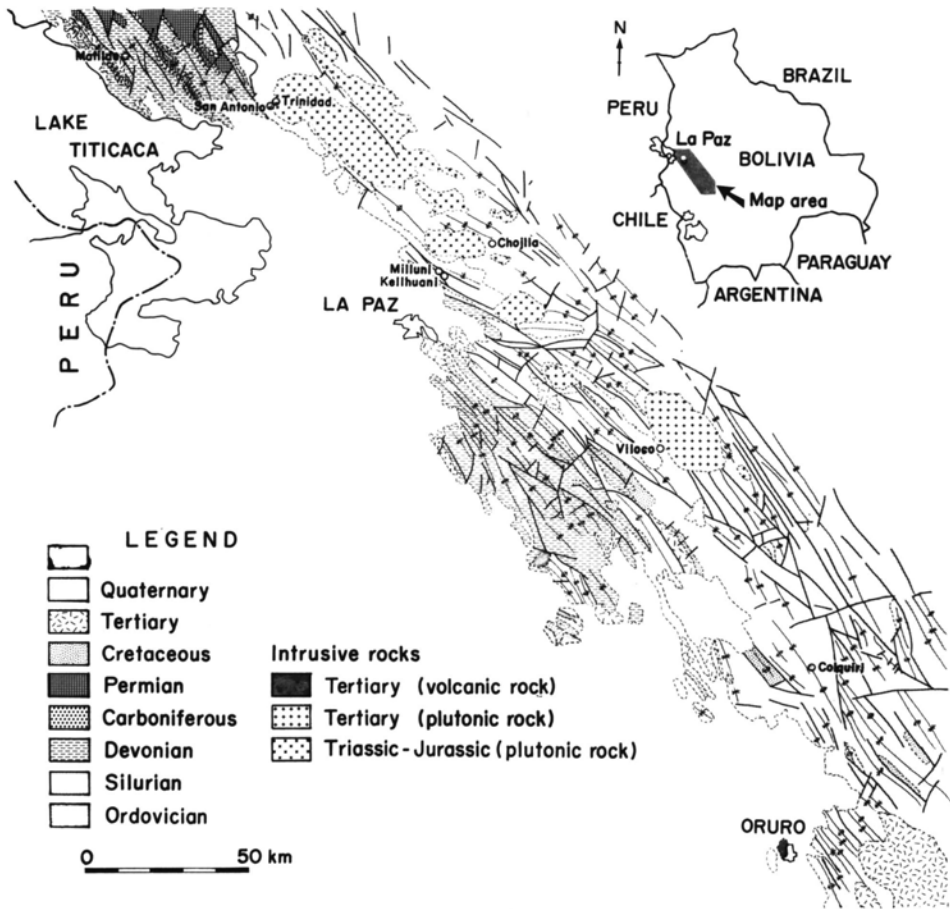 Matilde
San Antonio
Trinidad.
LAKE
TITICACA
PERU
Chojlla
Milluni
Kellhuani
LA PAZ
Viloco
Colquiri
ORURO
N
BRAZIL
PERU
La Paz
BOLIVIA
Map area
CHILE
PARAGUAY
ARGENTINA
LEGEND
Quaternary
Tertiary
Cretaceous
Permian
Carboniferous
Devonian
Silurian
Ordovician
Intrusive rocks
Tertiary (volcanic rock)
Tertiary (plutonic rock)
Triassic-Jurassic (plutonic rock)
0 50 km